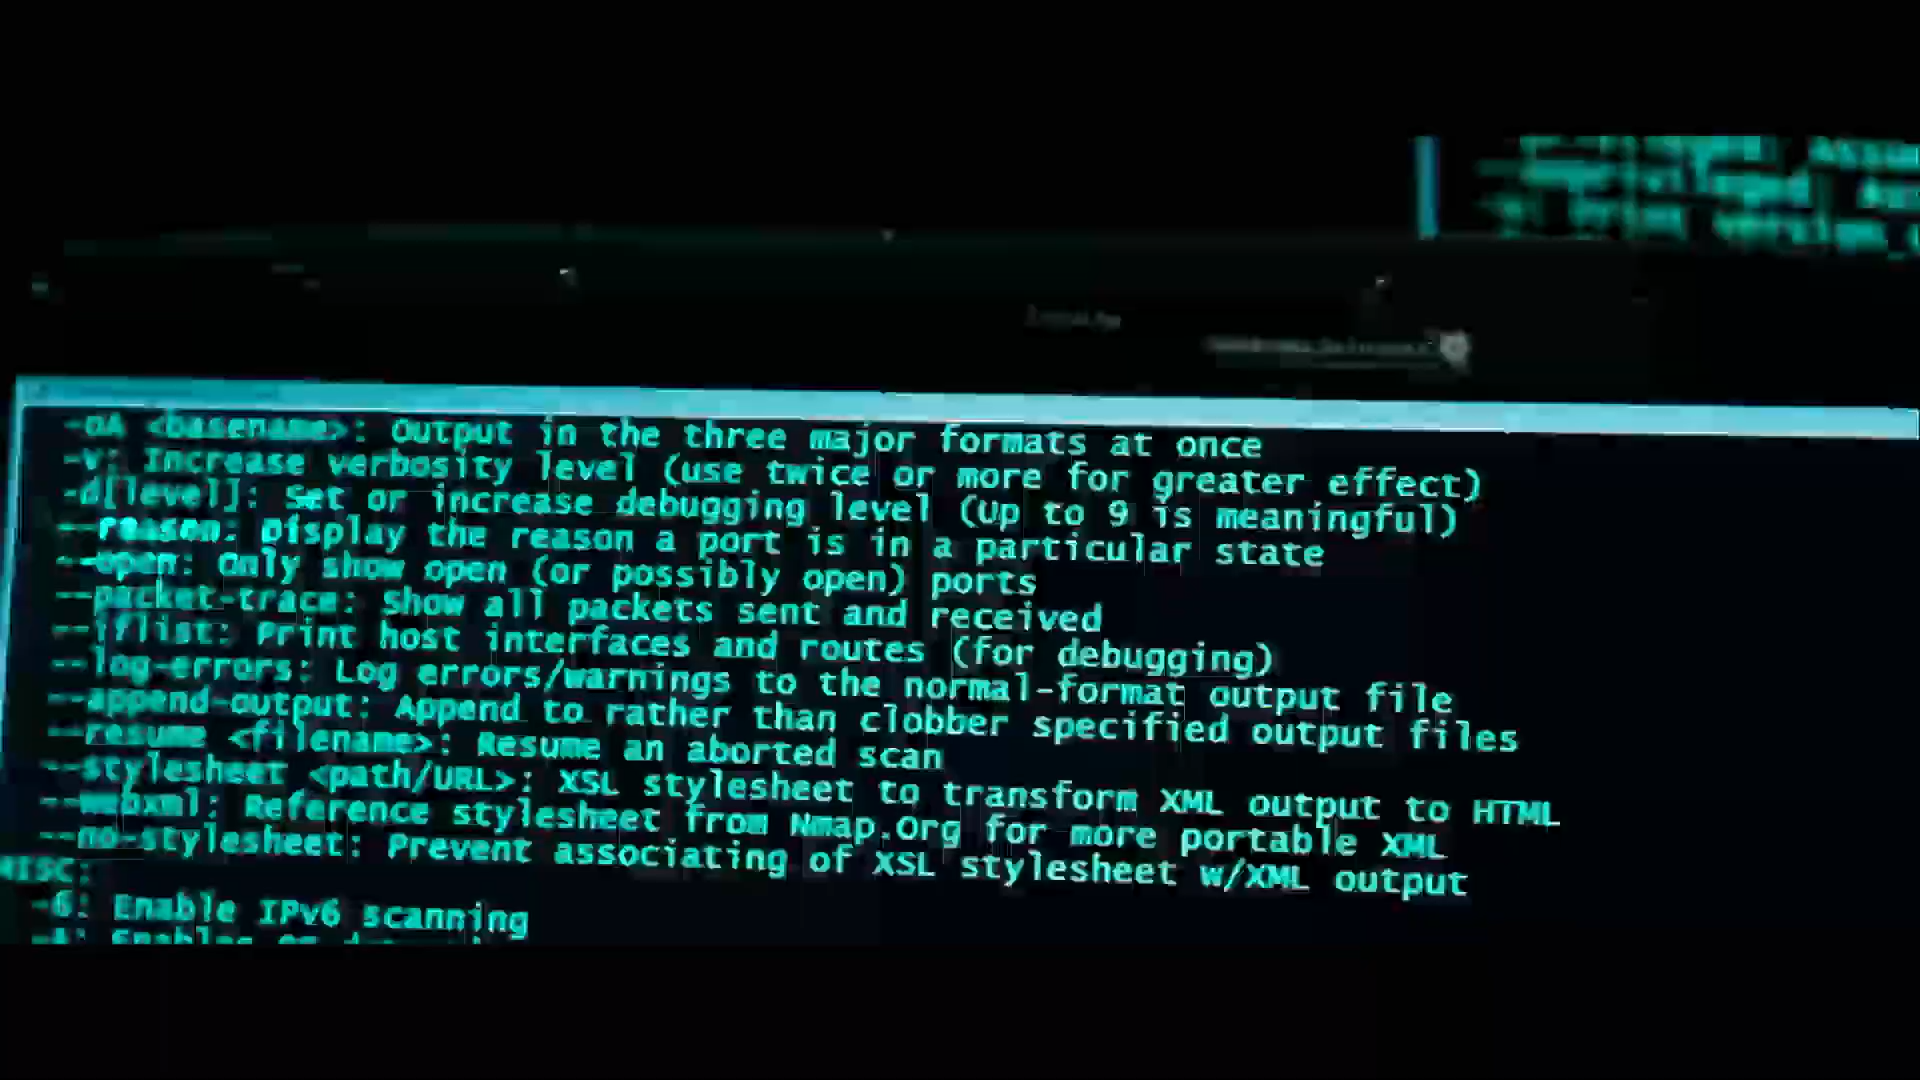 version
-oA <basename>: Output in the three major formats at once
-v: Increase verbosity level (use twice or more for greater effect)
-d[level]: Set or increase debugging level (Up to 9 is meaningful)
--reason: Display the reason a port is in a particular state
--open: Only show open (or possibly open) ports
--packet-trace: Show all packets sent and received
--iflist: Print host interfaces and routes (for debugging)
--log-errors: Log errors/warnings to the normal-format output file
--append-output: Append to rather than clobber specified output files
--resume <filename>: Resume an aborted scan
--stylesheet <path/URL>: XSL stylesheet to transform XML output to HTML
--webxml: Reference stylesheet from Nmap.Org for more portable XML
--no-stylesheet: Prevent associating of XSL stylesheet w/XML output
MISC:
-6: Enable IPv6 scanning